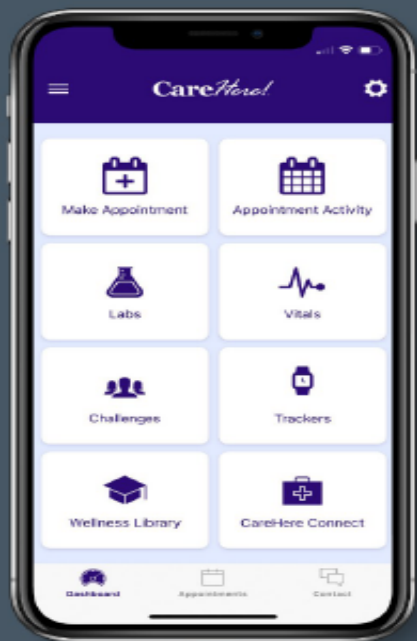 CareHere!
Make Appointment
Appointment Activity
Labs
Vitals
Challenges
Trackers
Wellness Library
CareHere Connect
Dashboard
Appointments
Contact